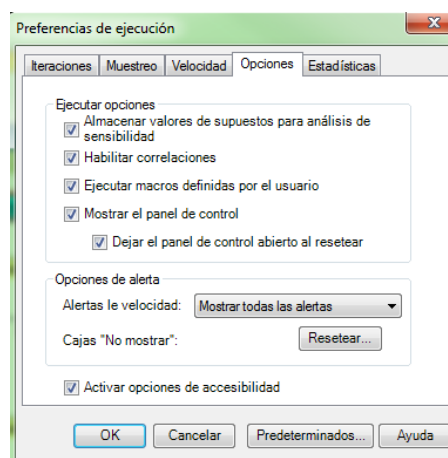 Preferencias de ejecución
Iteraciones Muestreo Velocidad Opciones Estadísticas
Ejecutar opciones
Almacenar valores de supuestos para análisis de
sensibilidad
Habilitar correlaciones
Ejecutar macros definidas por el usuario
Mostrar el panel de control
Dejar el panel de control abierto al resetear
Opciones de alerta
Alertas le velocidad: Mostrar todas las alertas
Cajas "No mostrar": Resetear...
Activar opciones de accesibilidad
OK Cancelar Predeterminados... Ayuda